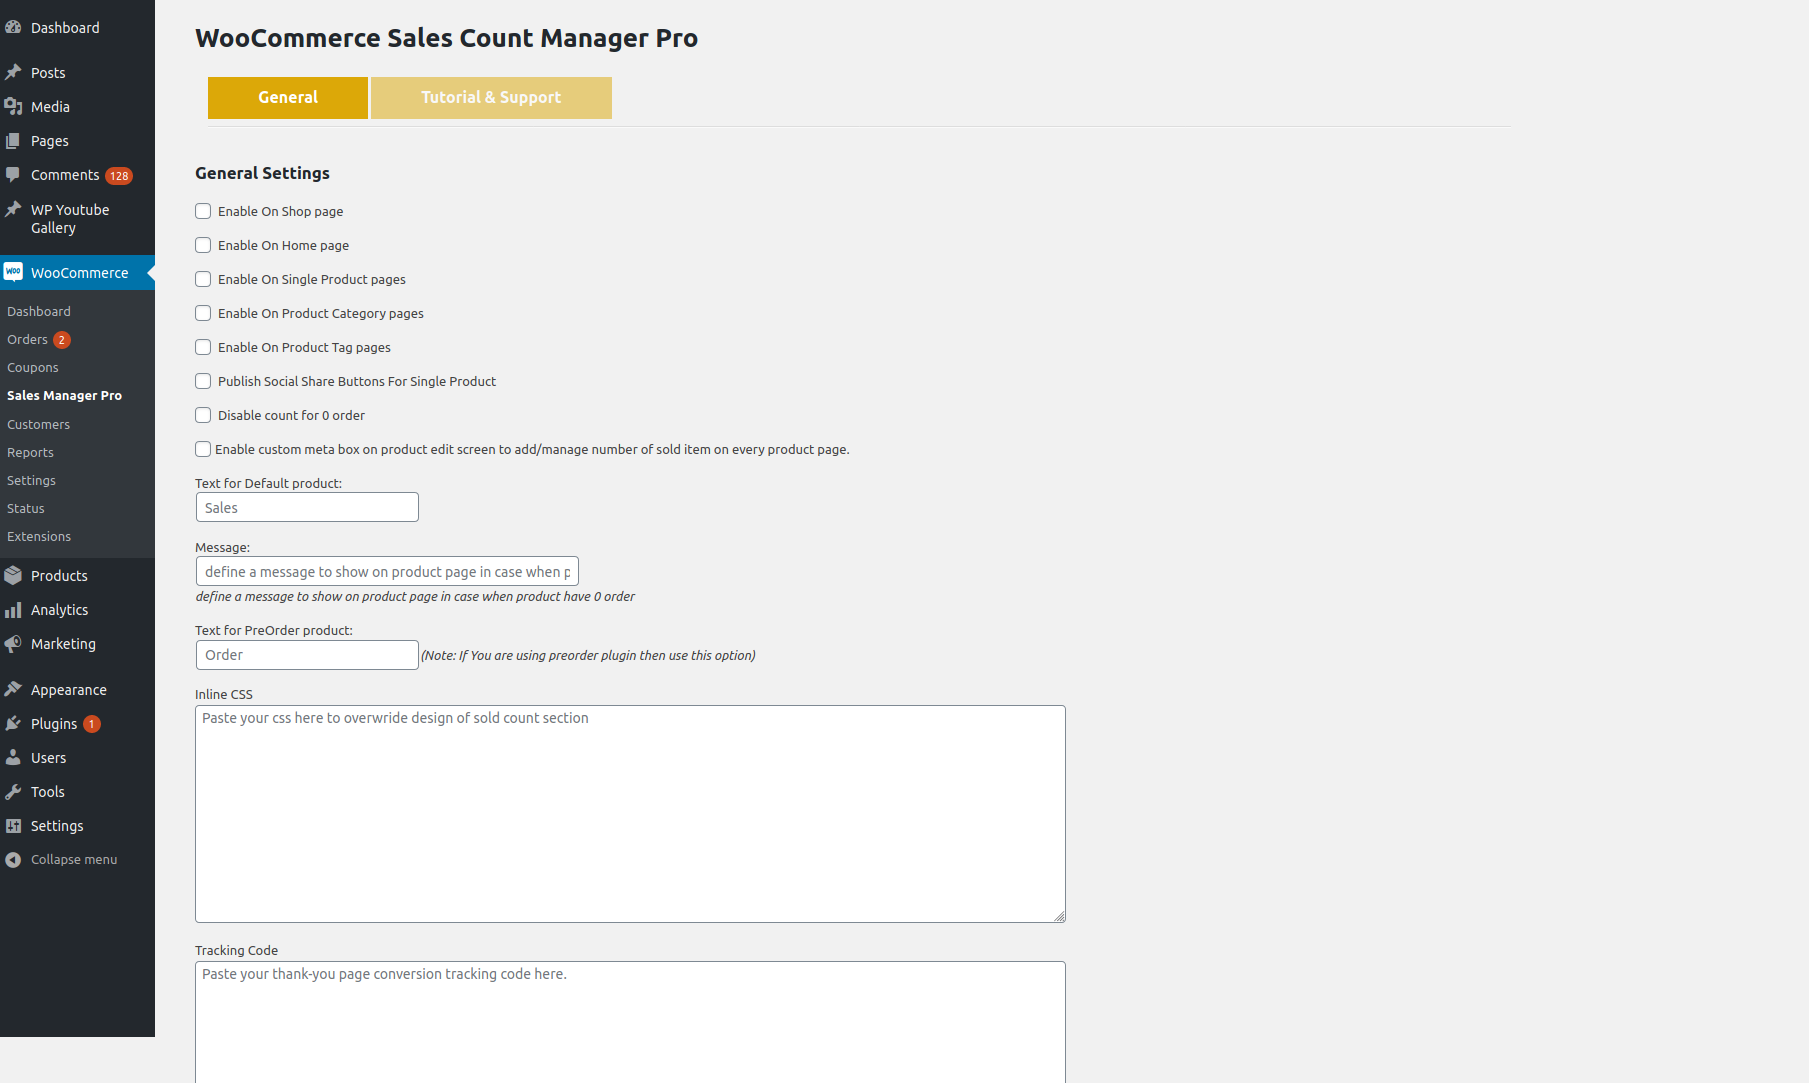 Dashboard
Posts
Media
Pages
Comments 128
WP Youtube
Gallery
WOO WooCommerce
Dashboard
Orders 2
Coupons
Sales Manager Pro
Customers
Reports
Settings
Status
Extensions
Products
Analytics
Marketing
Appearance
Plugins 1
Users
Tools
Settings
Collapse menu
WooCommerce Sales Count Manager Pro
General Tutorial & Support
General Settings
Enable On Shop page
Enable On Home page
Enable On Single Product pages
Enable On Product Category pages
Enable On Product Tag pages
Publish Social Share Buttons For Single Product
Disable count for 0 order
Enable custom meta box on product edit screen to add/manage number of sold item on every product page.
Text for Default product:
Sales
Message:
define a message to show on product page in case when p
define a message to show on product page in case when product have 0 order
Text for PreOrder product:
Order (Note: If You are using preorder plugin then use this option)
Inline CSS
Paste your css here to overwride design of sold count section
Tracking Code
Paste your thank-you page conversion tracking code here.